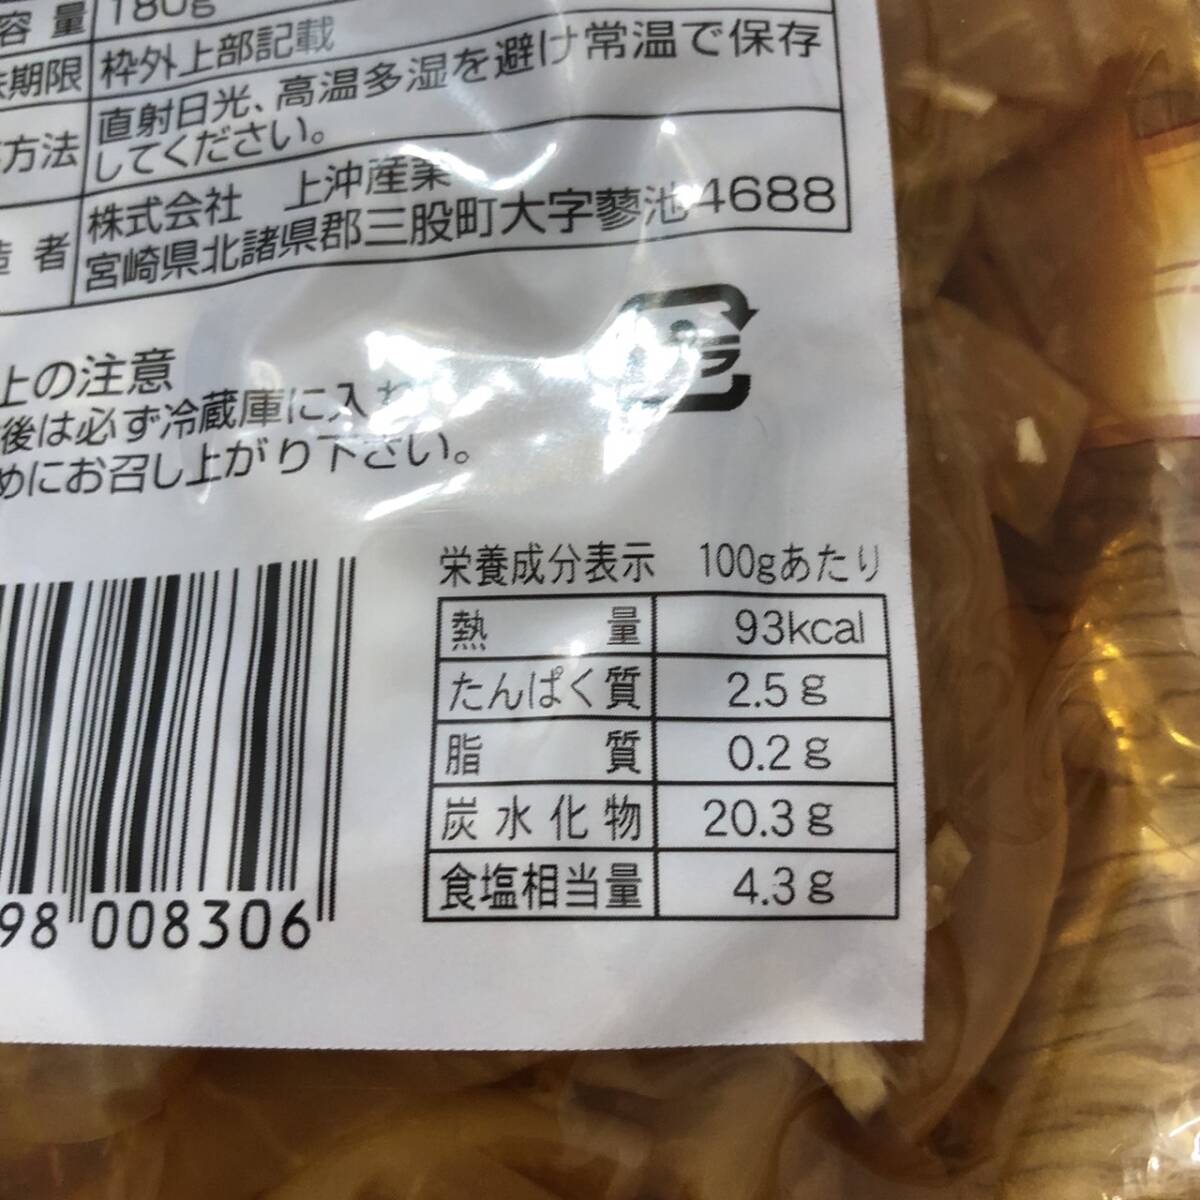 容量 180g
期限 枠外上部記載
方法 直射日光、高温多湿を避け常温で保存
してください。
者 株式会社 上沖産業
宮崎県北諸県郡三股町大字蓼池4688
上の注意
後は必ず冷蔵庫に入れ
めにお召し上がり下さい。
プラ
栄養成分表示 100gあたり
熱量 93kcal
たんぱく質 2.5g
脂質 0.2g
炭水化物 20.3g
食塩相当量 4.3g
98 008306